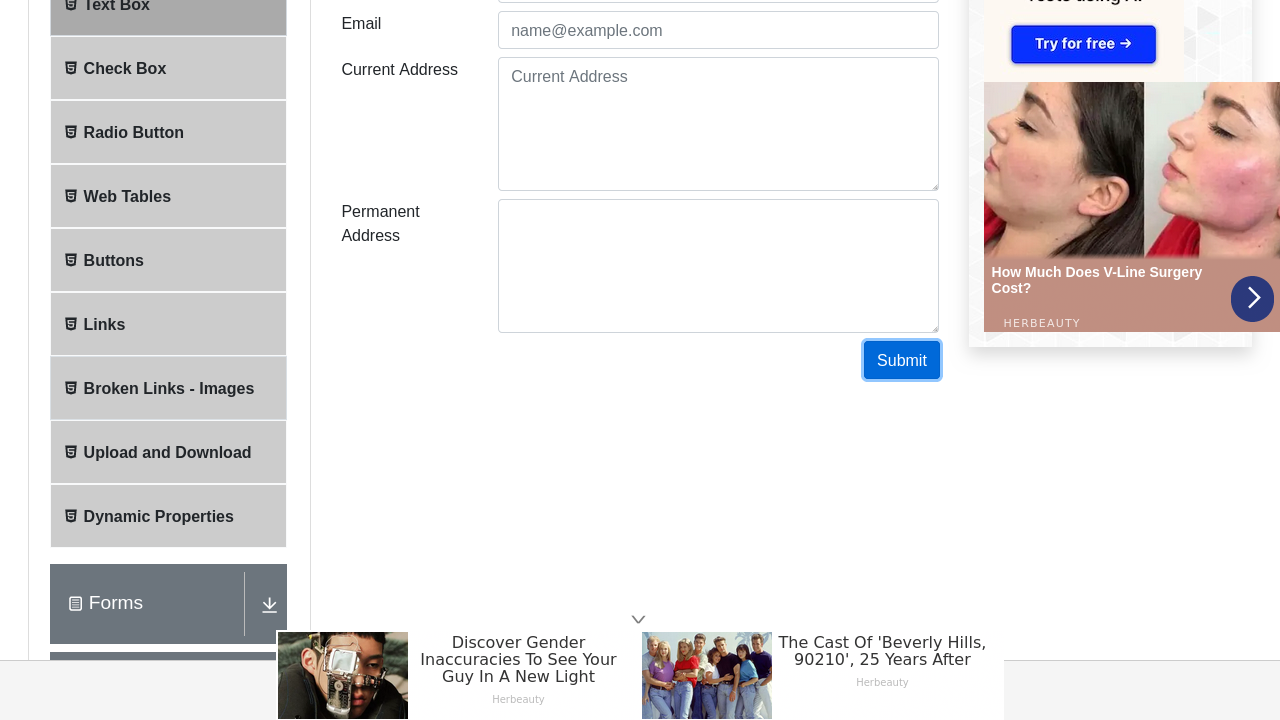 Text Box
Check Box
Radio Button
Web Tables
Buttons
Links
Broken Links - Images
Upload and Download
Dynamic Properties
Forms
Email
name@example.com
Current Address
Current Address
Permanent
Address
Submit
Try for free →
How Much Does V-Line Surgery
Cost?
HERBEAUTY
Discover Gender
Inaccuracies To See Your
Guy In A New Light
Herbeauty
The Cast Of 'Beverly Hills,
90210', 25 Years After
Herbeauty